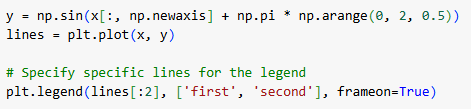 y = np.sin(x[:, np.newaxis] + np.pi * np.arange(0, 2, 0.5))
lines = plt.plot(x, y)
# Specify specific lines for the legend
plt.legend(lines[:2], ['first', 'second'], frameon=True)